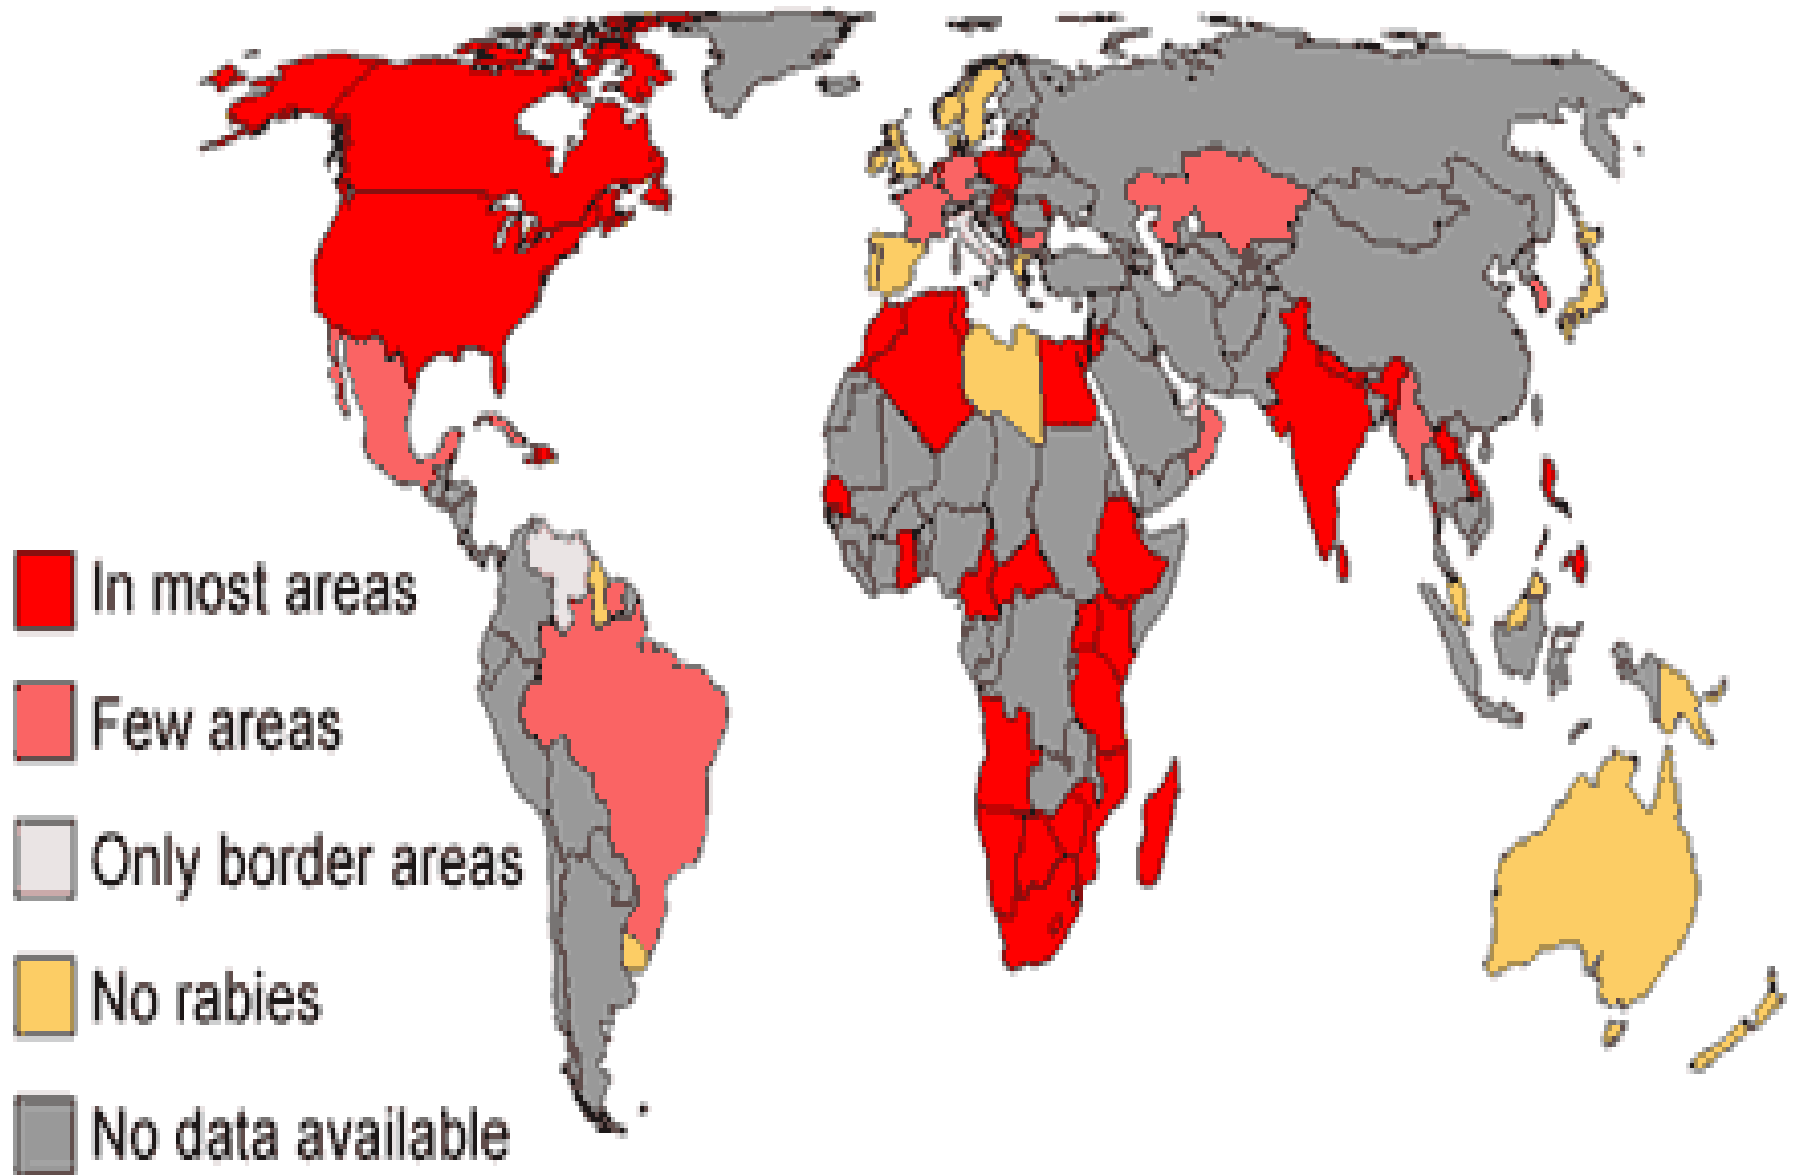 In most areas
Few areas
Only border areas
No rabies
No data available